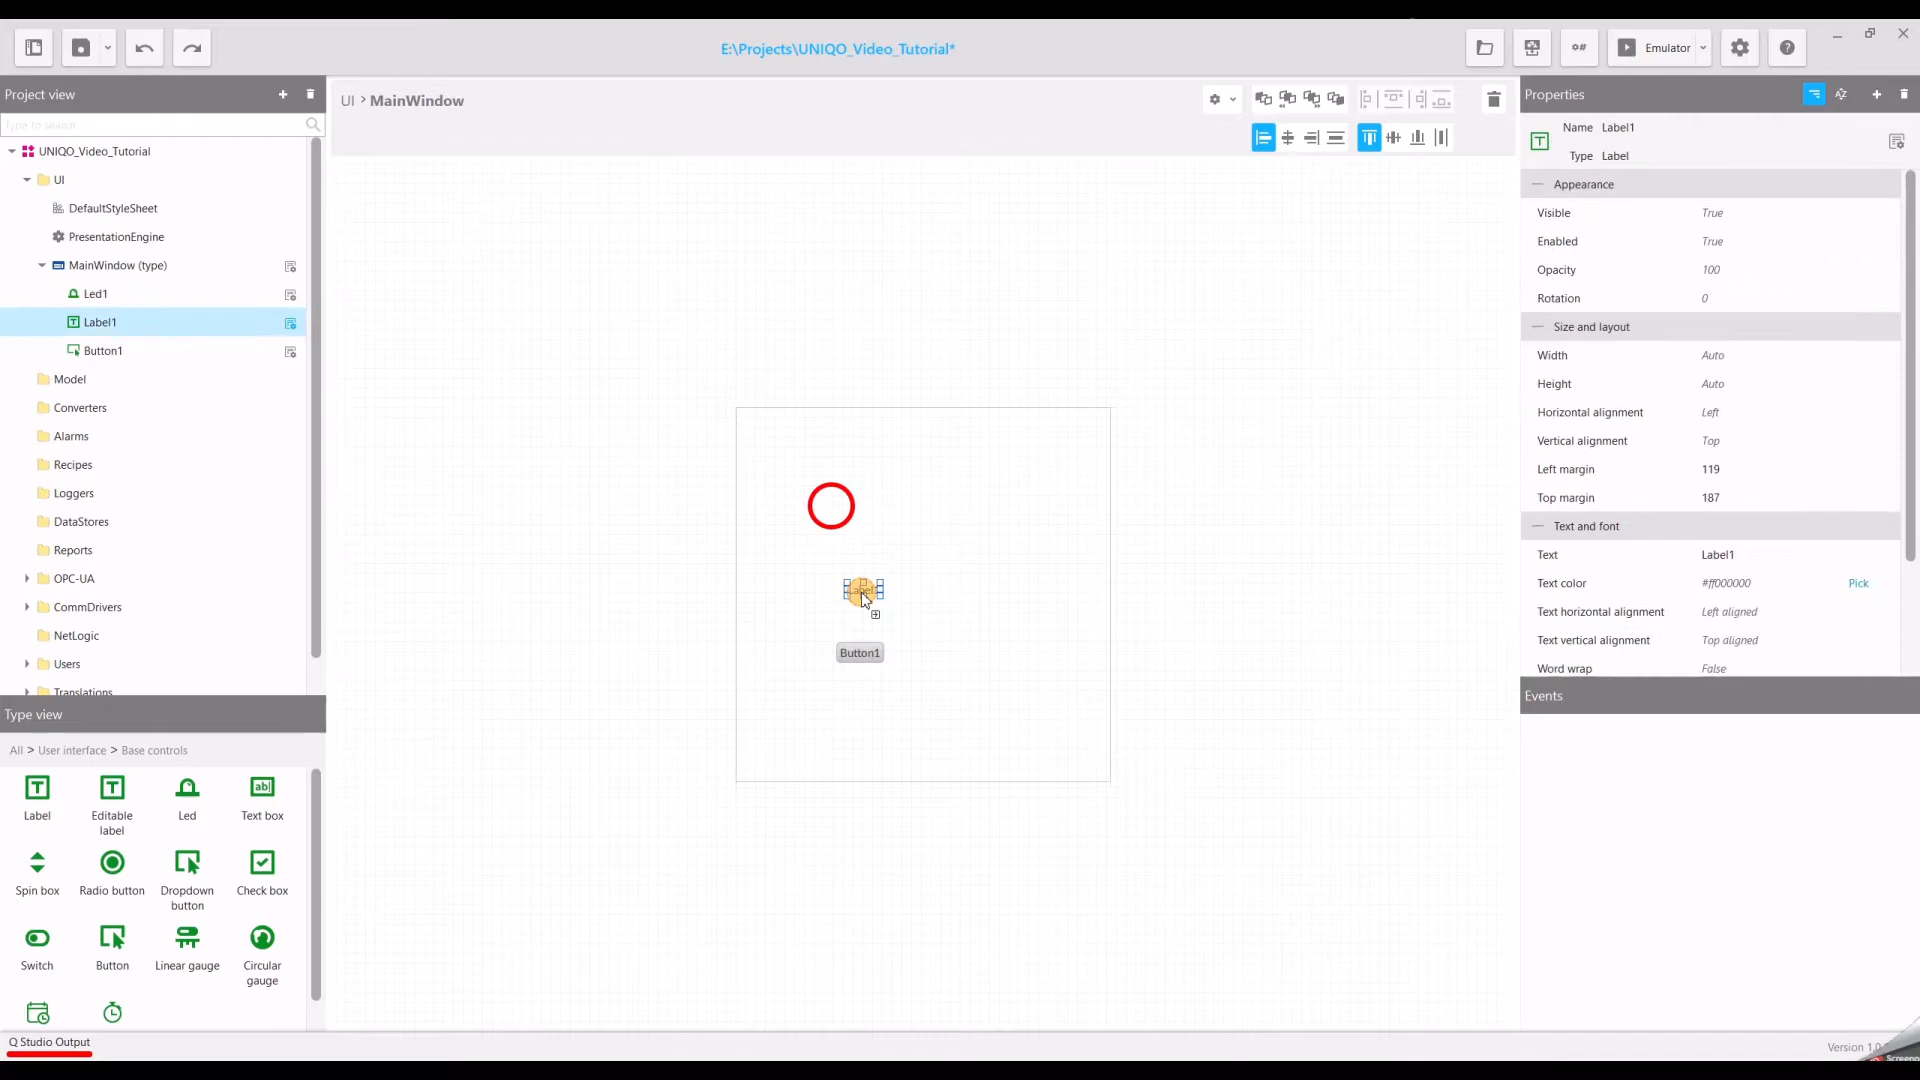 E:\Projects\UNIQO_Video_Tutorial*
Emulator
Project view
Type to search...
UNIQO_Video_Tutorial
UI
DefaultStyleSheet
PresentationEngine
MainWindow (type)
Led1
Label1
Button1
Model
Converters
Alarms
Recipes
Loggers
DataStores
Reports
OPC-UA
CommDrivers
NetLogic
Users
Translations
Type view
All > User interface > Base controls
Label
Editable label
Led
Text box
Spin box
Radio button
Dropdown button
Check box
Switch
Button
Linear gauge
Circular gauge
Q Studio Output
UI > MainWindow
Button1
Properties
Name Label1
Type Label
Appearance
Visible True
Enabled True
Opacity 100
Rotation 0
Size and layout
Width Auto
Height Auto
Horizontal alignment Left
Vertical alignment Top
Left margin 119
Top margin 187
Text and font
Text Label1
Text color #ff000000 Pick
Text horizontal alignment Left aligned
Text vertical alignment Top aligned
Word wrap False
Events
Version